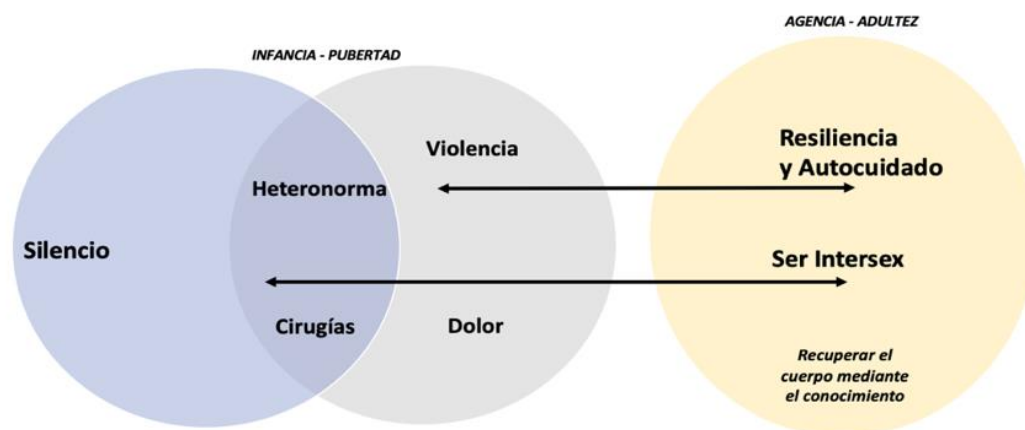 AGENCIA - ADULTEZ
INFANCIA - PUBERTAD
Silencio
Heteronorma
Cirugías
Violencia
Dolor
Resiliencia
y Autocuidado
Ser Intersex
Recuperar el
cuerpo mediante
el conocimiento